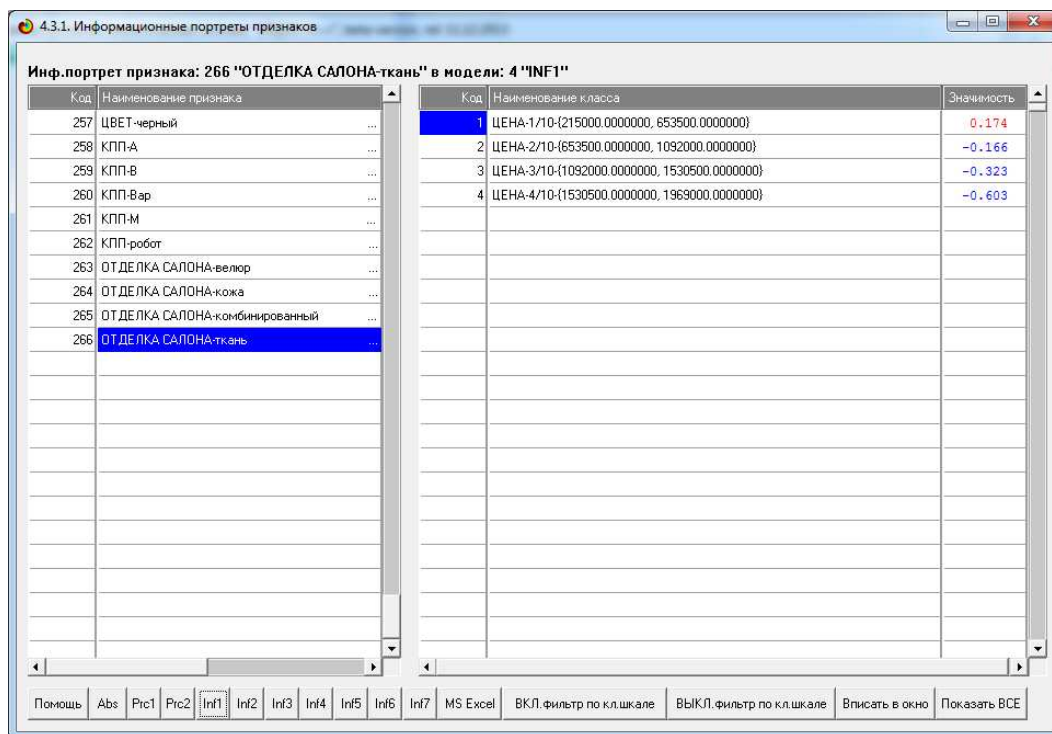 4.3.1. Информационные портреты признаков
Инф.портрет признака: 266 "ОТДЕЛКА САЛОНА-ткань" в модели: 4 "INF1"
Код Наименование признака
257 ЦВЕТ-черный ...
258 КПП-А ...
259 КПП-В ...
260 КПП-Вар ...
261 КПП-М ...
262 КПП-робот ...
263 ОТДЕЛКА САЛОНА-велюр ...
264 ОТДЕЛКА САЛОНА-кожа ...
265 ОТДЕЛКА САЛОНА-комбинированный ...
266 ОТДЕЛКА САЛОНА-ткань ...
Код Наименование класса Значимость
1 ЦЕНА-1/10-{215000.0000000, 653500.0000000} 0.174
2 ЦЕНА-2/10-{653500.0000000, 1092000.0000000} -0.166
3 ЦЕНА-3/10-{1092000.0000000, 1530500.0000000} -0.323
4 ЦЕНА-4/10-{1530500.0000000, 1969000.0000000} -0.603
Помощь Abs Prc1 Prc2 Inf1 Inf2 Inf3 Inf4 Inf5 Inf6 Inf7 MS Excel ВКЛ.фильтр по кл.шкале ВЫКЛ.фильтр по кл.шкале Вписать в окно Показать ВСЕ